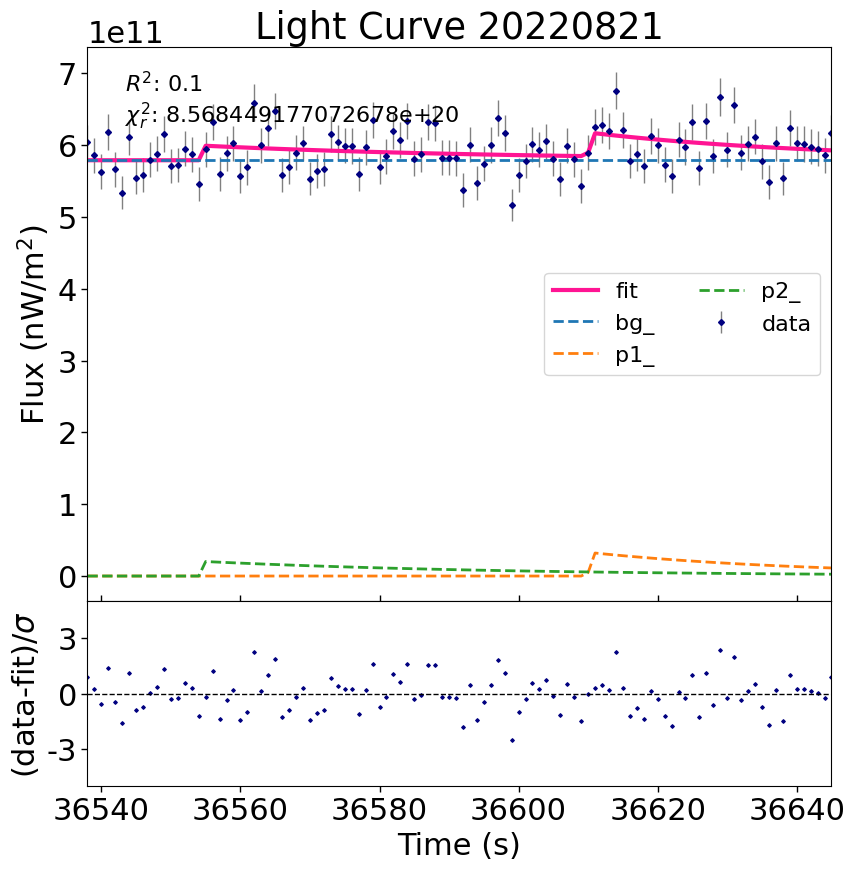 Light Curve 20220821
1e11
R²: 0.1
χ²ᵣ: 8.568449177072678e+20
7
6
5
4
3
2
1
0
Flux (nW/m²)
fit
bg_
p1_
p2_
data
3
0
-3
(data-fit)/σ
36540 36560 36580 36600 36620 36640
Time (s)